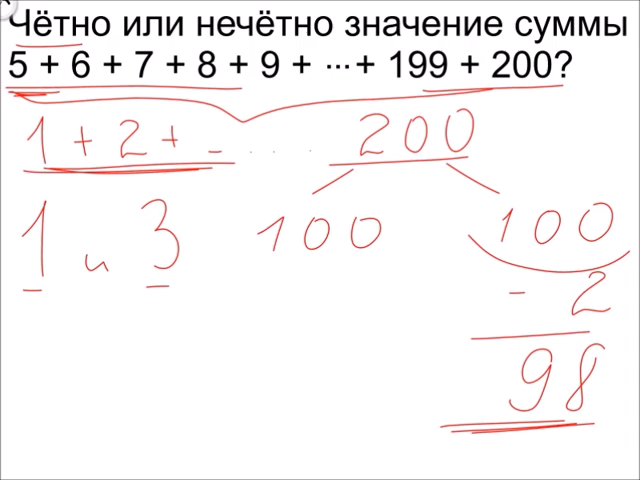 Чётно или нечётно значение суммы
5 + 6 + 7 + 8 + 9 + ··· + 199 + 200?
1 + 2 + - . . . . 200
1 и 3 100 100
- 2
98